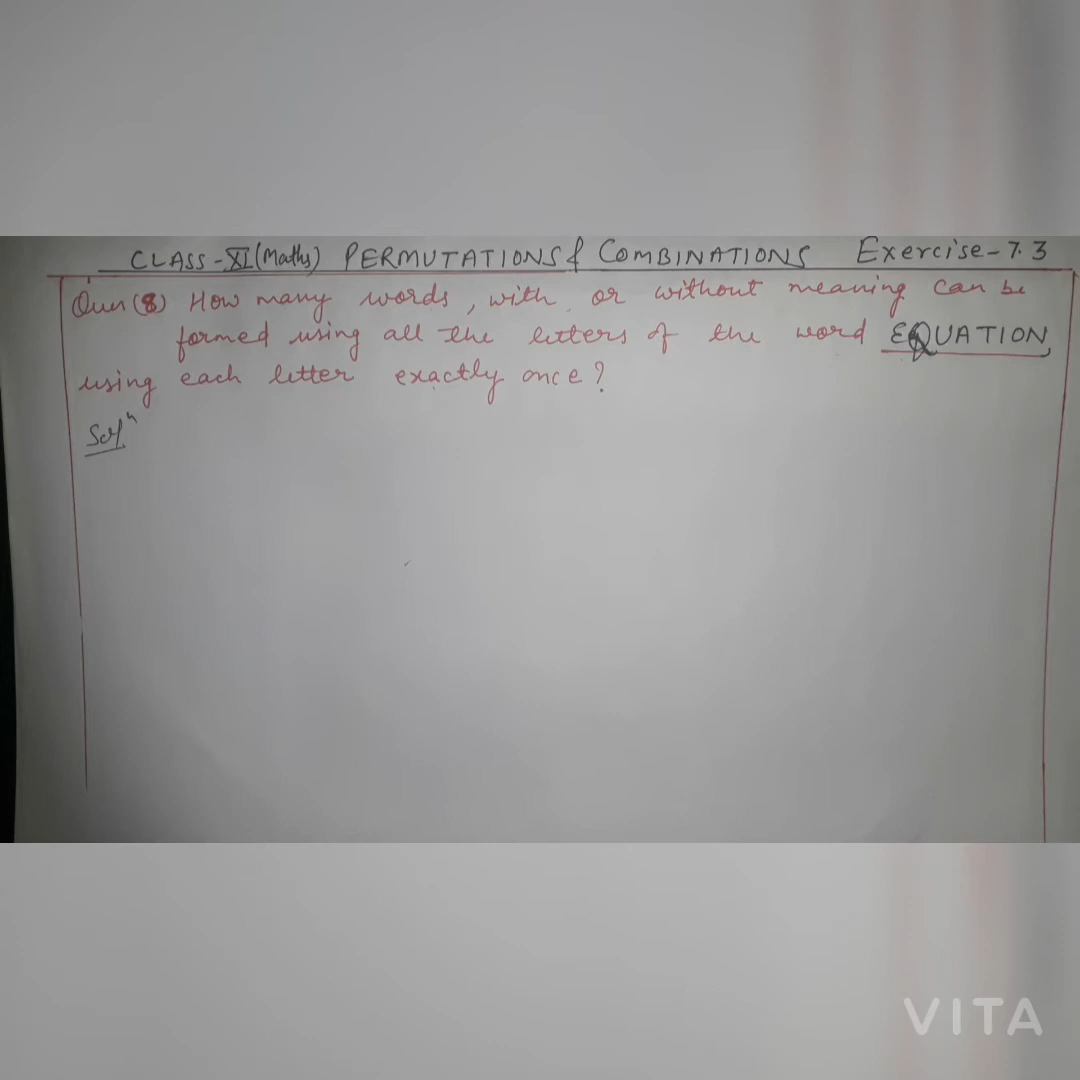 CLASS-XI (Maths) PERMUTATIONS & COMBINATIONS Exercise-7.3
Ques (8) How many words, with or without meaning can be
formed using all the letters of the word EQUATION,
using each letter exactly once?
Solⁿ
VITA